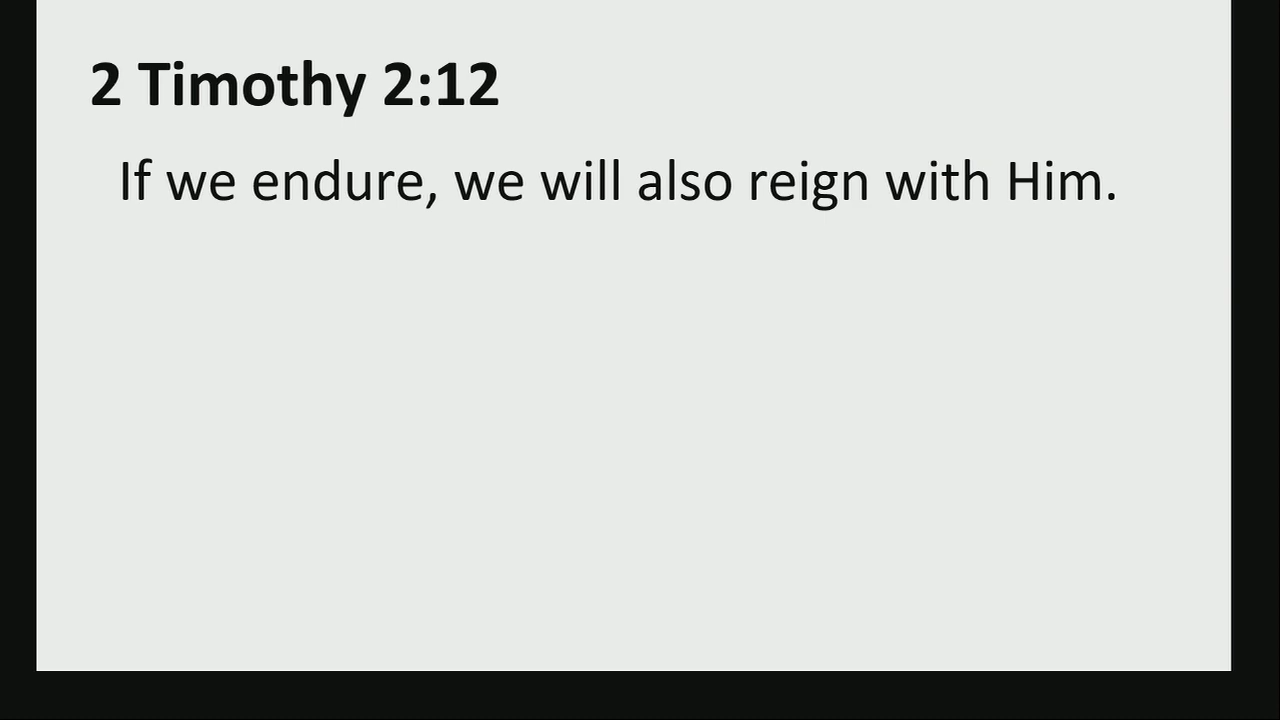 2 Timothy 2:12
If we endure, we will also reign with Him.